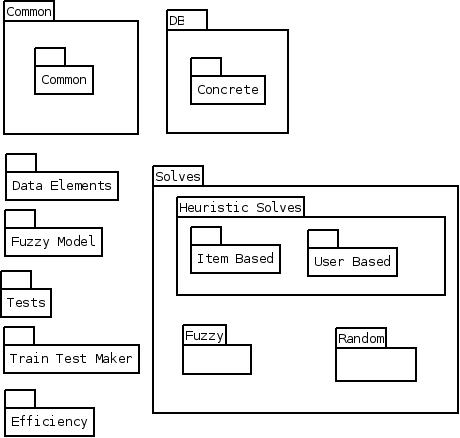 Common
Common
DE
Concrete
Data Elements
Fuzzy Model
Tests
Train Test Maker
Efficiency
Solves
Heuristic Solves
Item Based
User Based
Fuzzy
Random